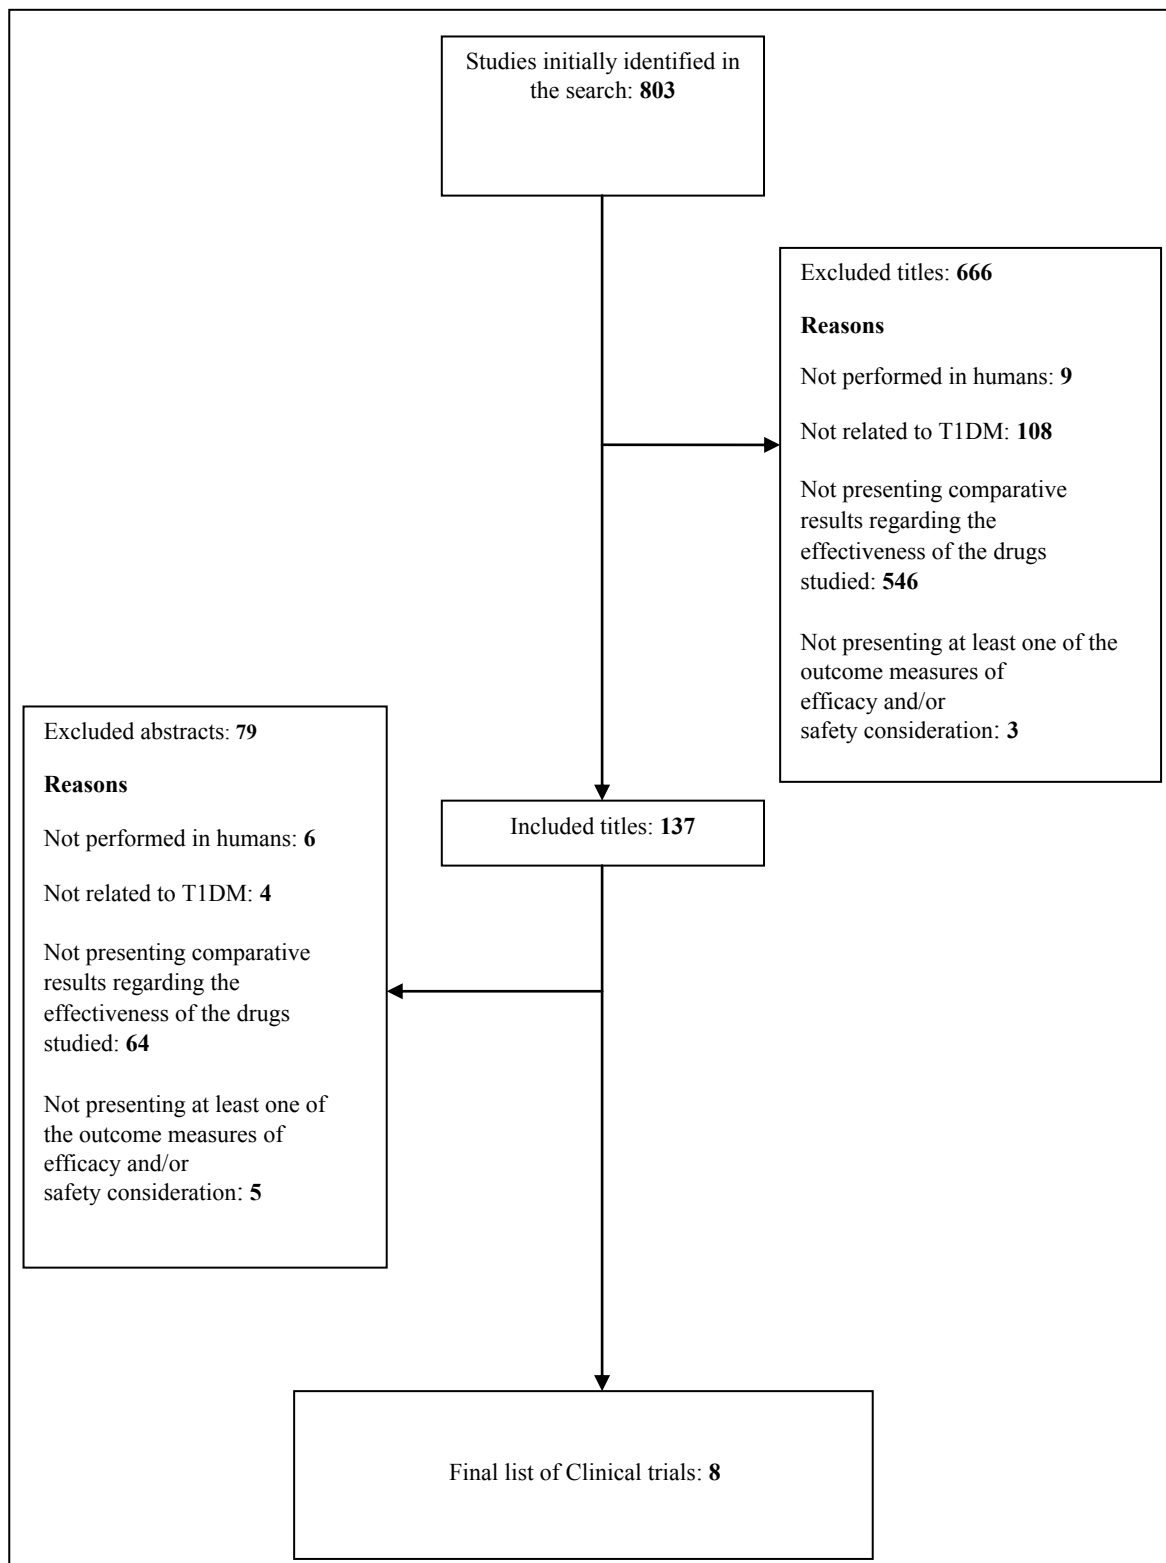 Studies initially identified in
the search: 803
Excluded titles: 666
Reasons
Not performed in humans: 9
Not related to T1DM: 108
Not presenting comparative
results regarding the
effectiveness of the drugs
studied: 546
Not presenting at least one of the
outcome measures of
efficacy and/or
safety consideration: 3
Excluded abstracts: 79
Reasons
Not performed in humans: 6
Not related to T1DM: 4
Not presenting comparative
results regarding the
effectiveness of the drugs
studied: 64
Not presenting at least one of
the outcome measures of
efficacy and/or
safety consideration: 5
Included titles: 137
Final list of Clinical trials: 8